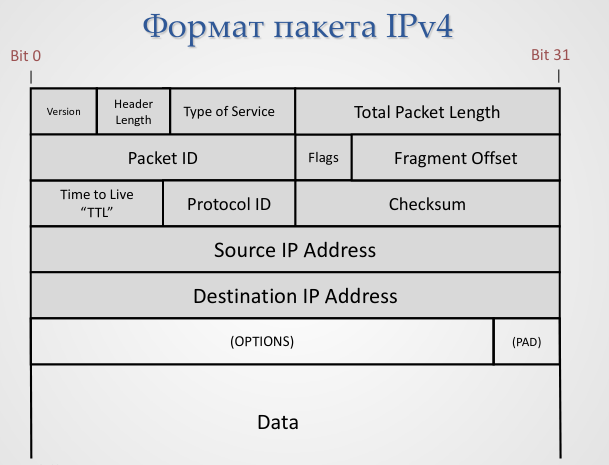 Формат пакета IPv4
Bit 0
Bit 31
Version
Header
Length
Type of Service
Total Packet Length
Packet ID
Flags
Fragment Offset
Time to Live
“TTL”
Protocol ID
Checksum
Source IP Address
Destination IP Address
(OPTIONS)
(PAD)
Data